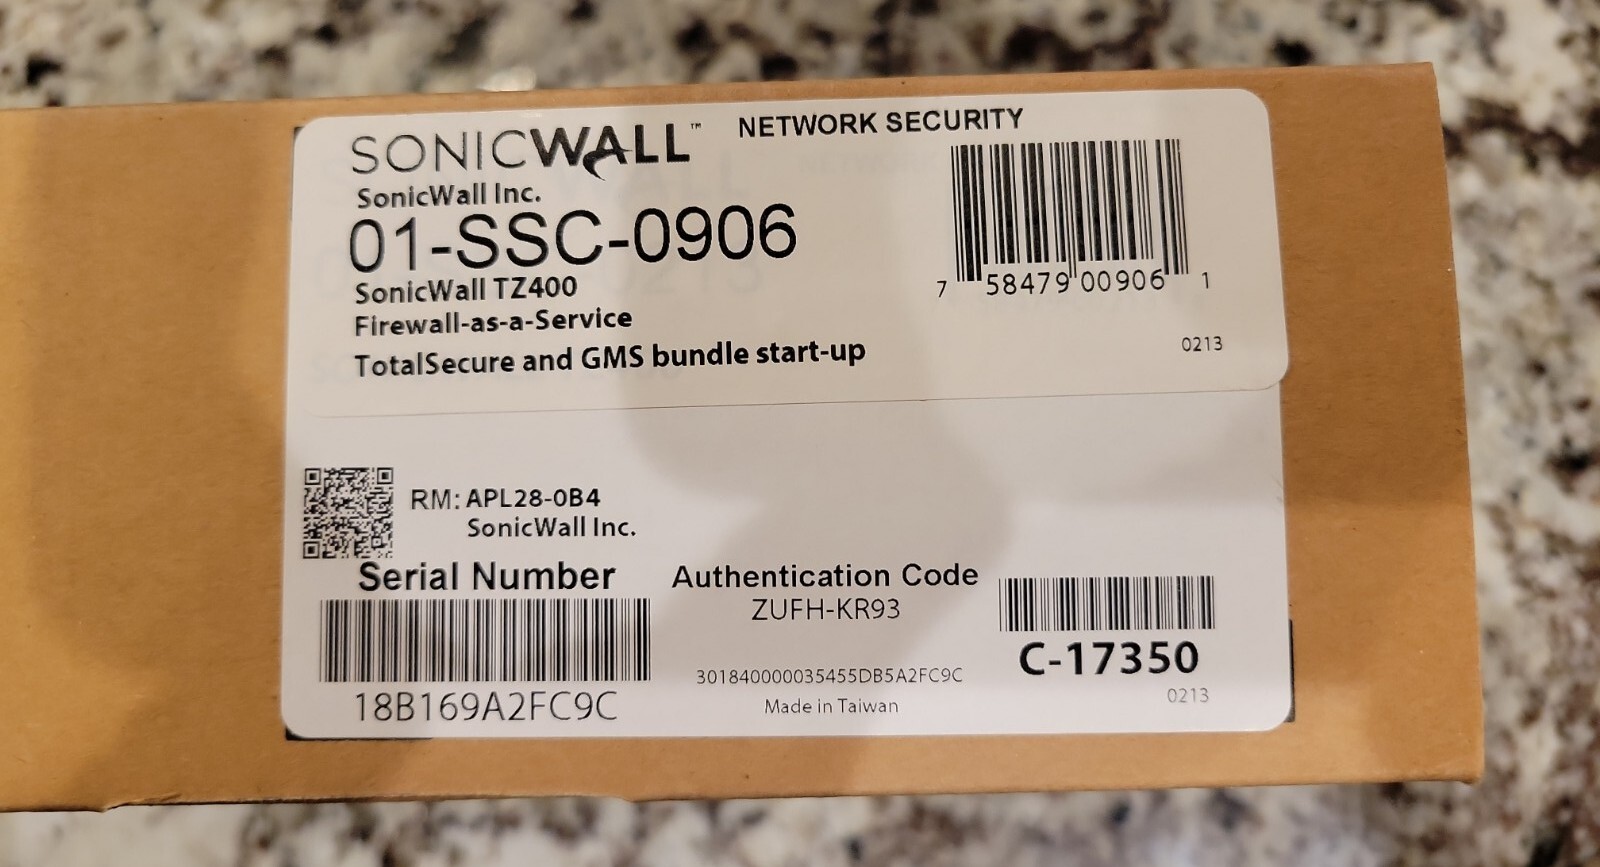 SONICWALL™ NETWORK SECURITY
SonicWall Inc.
01-SSC-0906
SonicWall TZ400
Firewall-as-a-Service
TotalSecure and GMS bundle start-up
7 58479 00906 1
0213
RM: APL28-0B4
SonicWall Inc.
Serial Number
18B169A2FC9C
Authentication Code
ZUFH-KR93
301840000035455DB5A2FC9C
Made in Taiwan
C-17350
0213